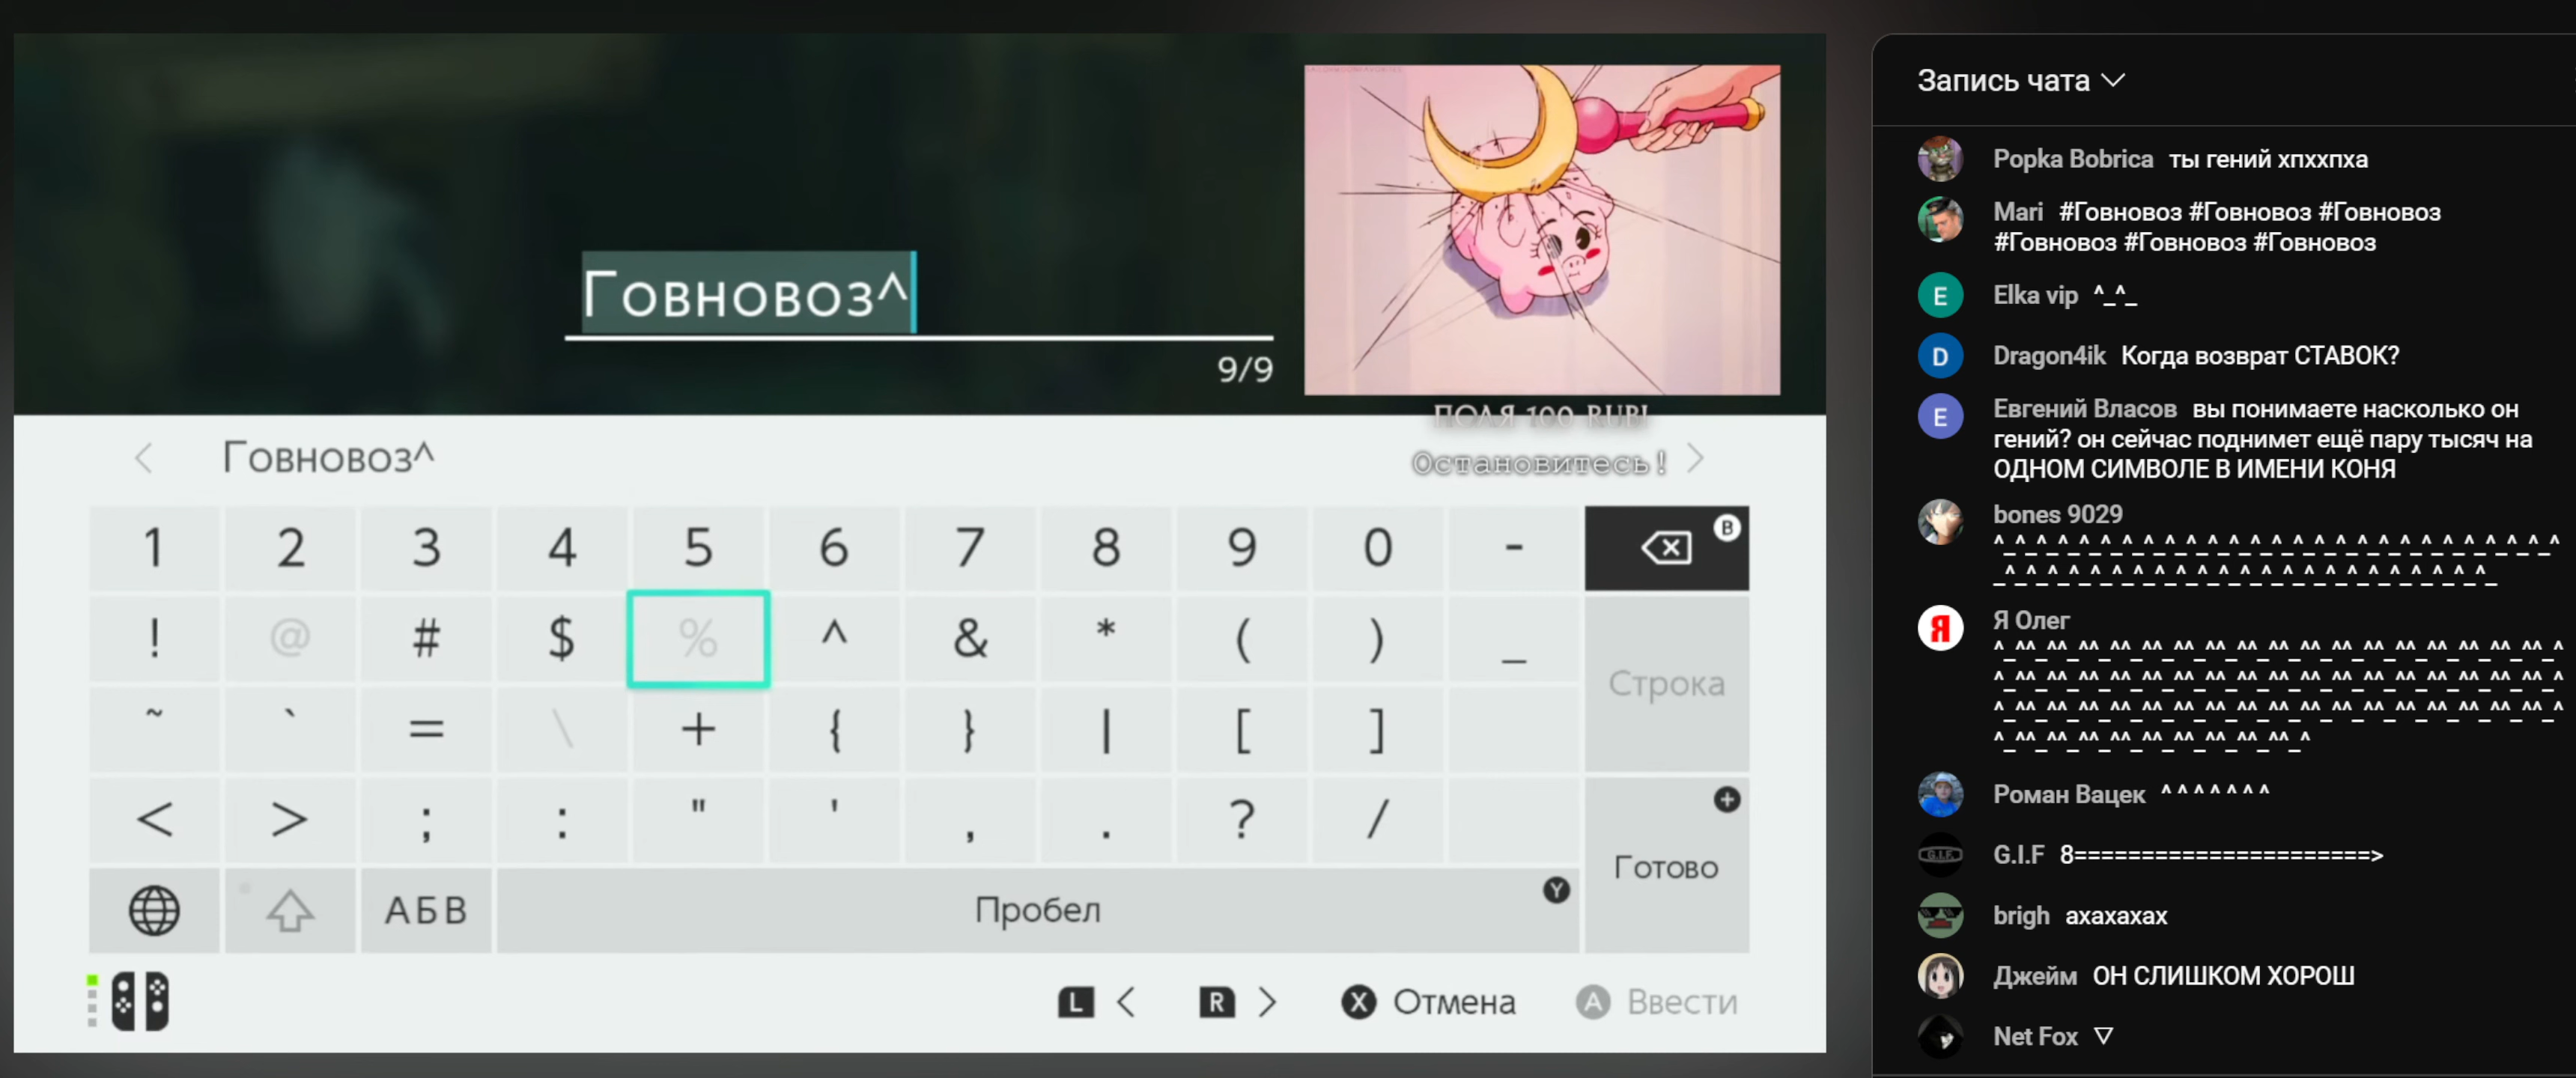 Говновоз^
9/9
ПОЛЯ 100 RUB!
Остановитесь!
< Говновоз^ >
1 2 3 4 5 6 7 8 9 0 - B
! @ # $ % ^ & * ( ) _
Строка
~ ` = \ + { } | [ ]
< > ; : " ' , . ? / +
Готово
АБВ Пробел Y
L < R > X Отмена A Ввести
Запись чата
Popka Bobrica ты гений хпххпха
Mari #Говновоз #Говновоз #Говновоз
#Говновоз #Говновоз #Говновоз
E Elka vip ^_^_
D Dragon4ik Когда возврат СТАВОК?
E Евгений Власов вы понимаете насколько он
гений? он сейчас поднимет ещё пару тысяч на
ОДНОМ СИМВОЛЕ В ИМЕНИ КОНЯ
bones 9029
Я Я Олег
Роман Вацек ^^^^^^^
G.I.F. G.I.F 8======================>
brigh ахахахах
Джейм ОН СЛИШКОМ ХОРОШ
Net Fox ▽